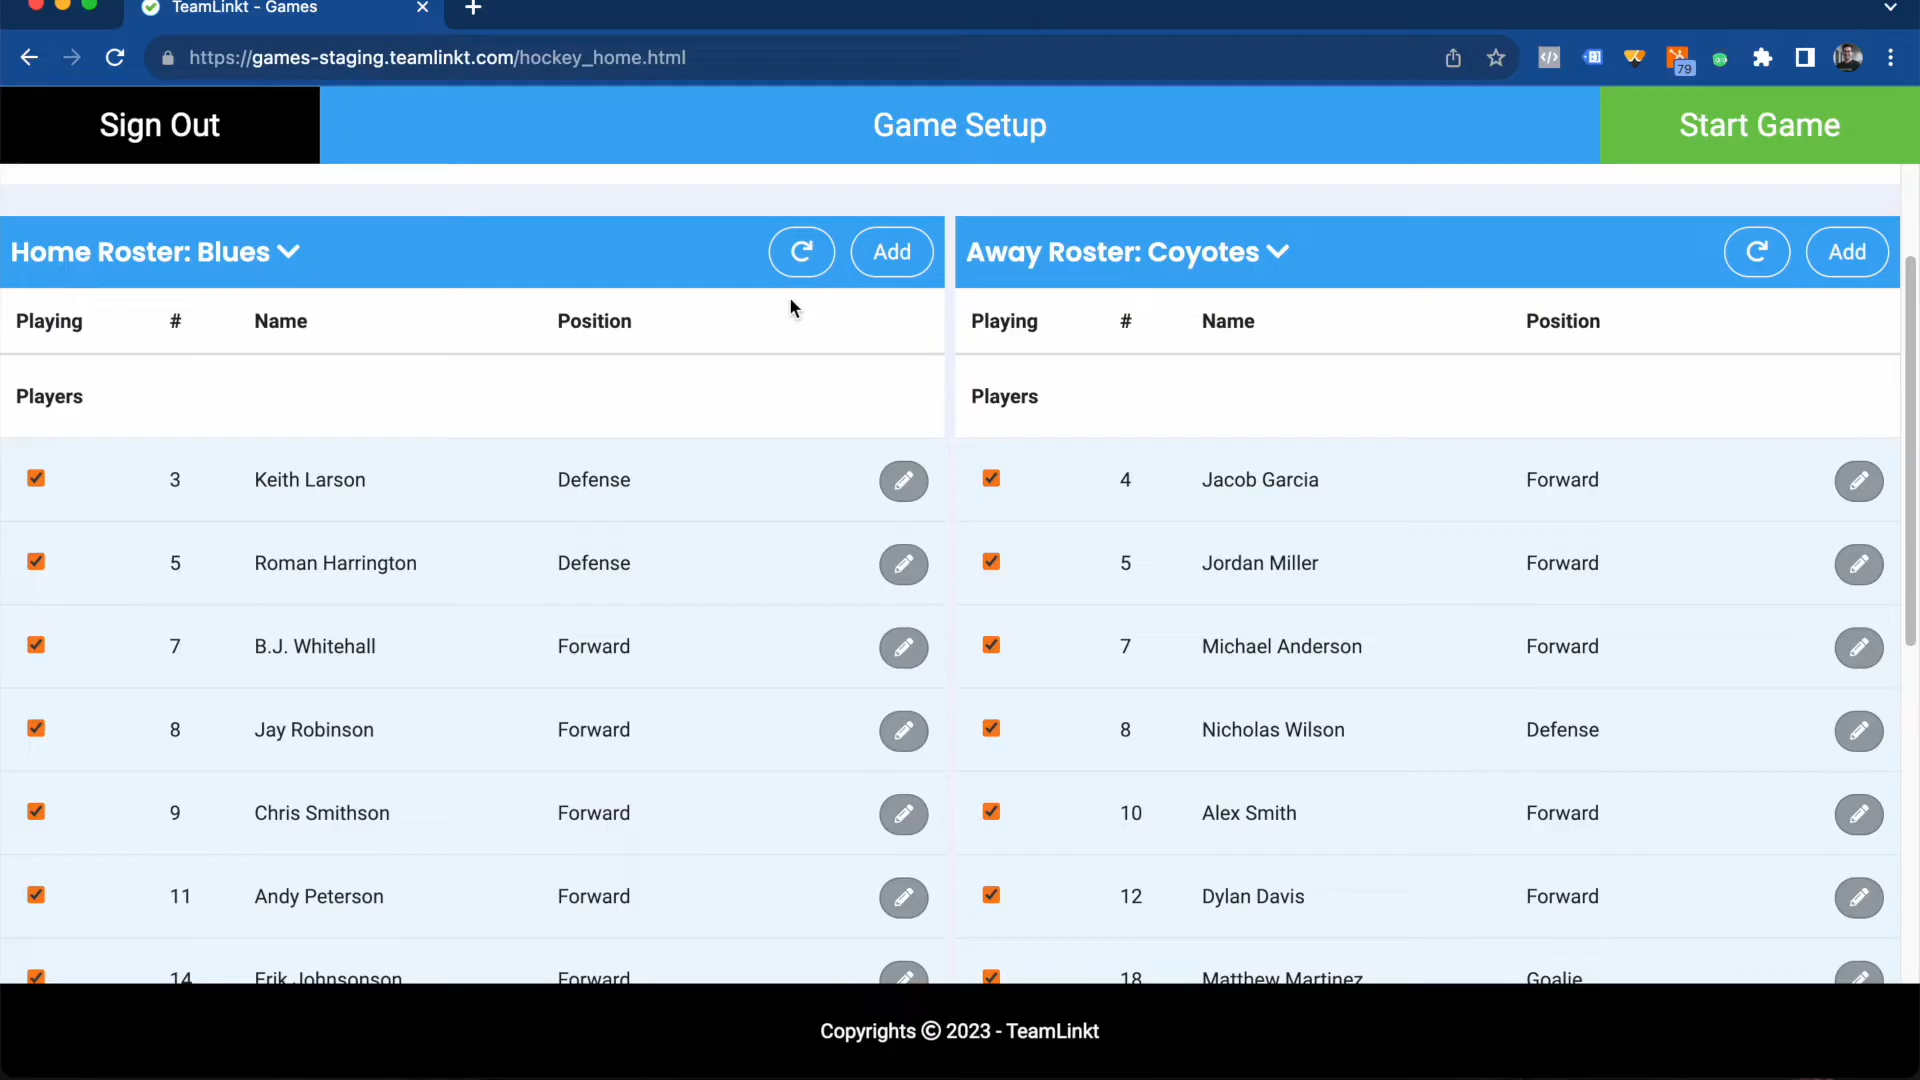 TeamLinkt - Games
https://games-staging.teamlinkt.com/hockey_home.html
79
Sign Out
Game Setup
Start Game
Home Roster: Blues
Add
Away Roster: Coyotes
Add
Playing # Name Position
Playing # Name Position
Players
Players
3 Keith Larson Defense
4 Jacob Garcia Forward
5 Roman Harrington Defense
5 Jordan Miller Forward
7 B.J. Whitehall Forward
7 Michael Anderson Forward
8 Jay Robinson Forward
8 Nicholas Wilson Defense
9 Chris Smithson Forward
10 Alex Smith Forward
11 Andy Peterson Forward
12 Dylan Davis Forward
14 Erik Johnsonson Forward
18 Matthew Martinez Goalie
Copyrights © 2023 - TeamLinkt